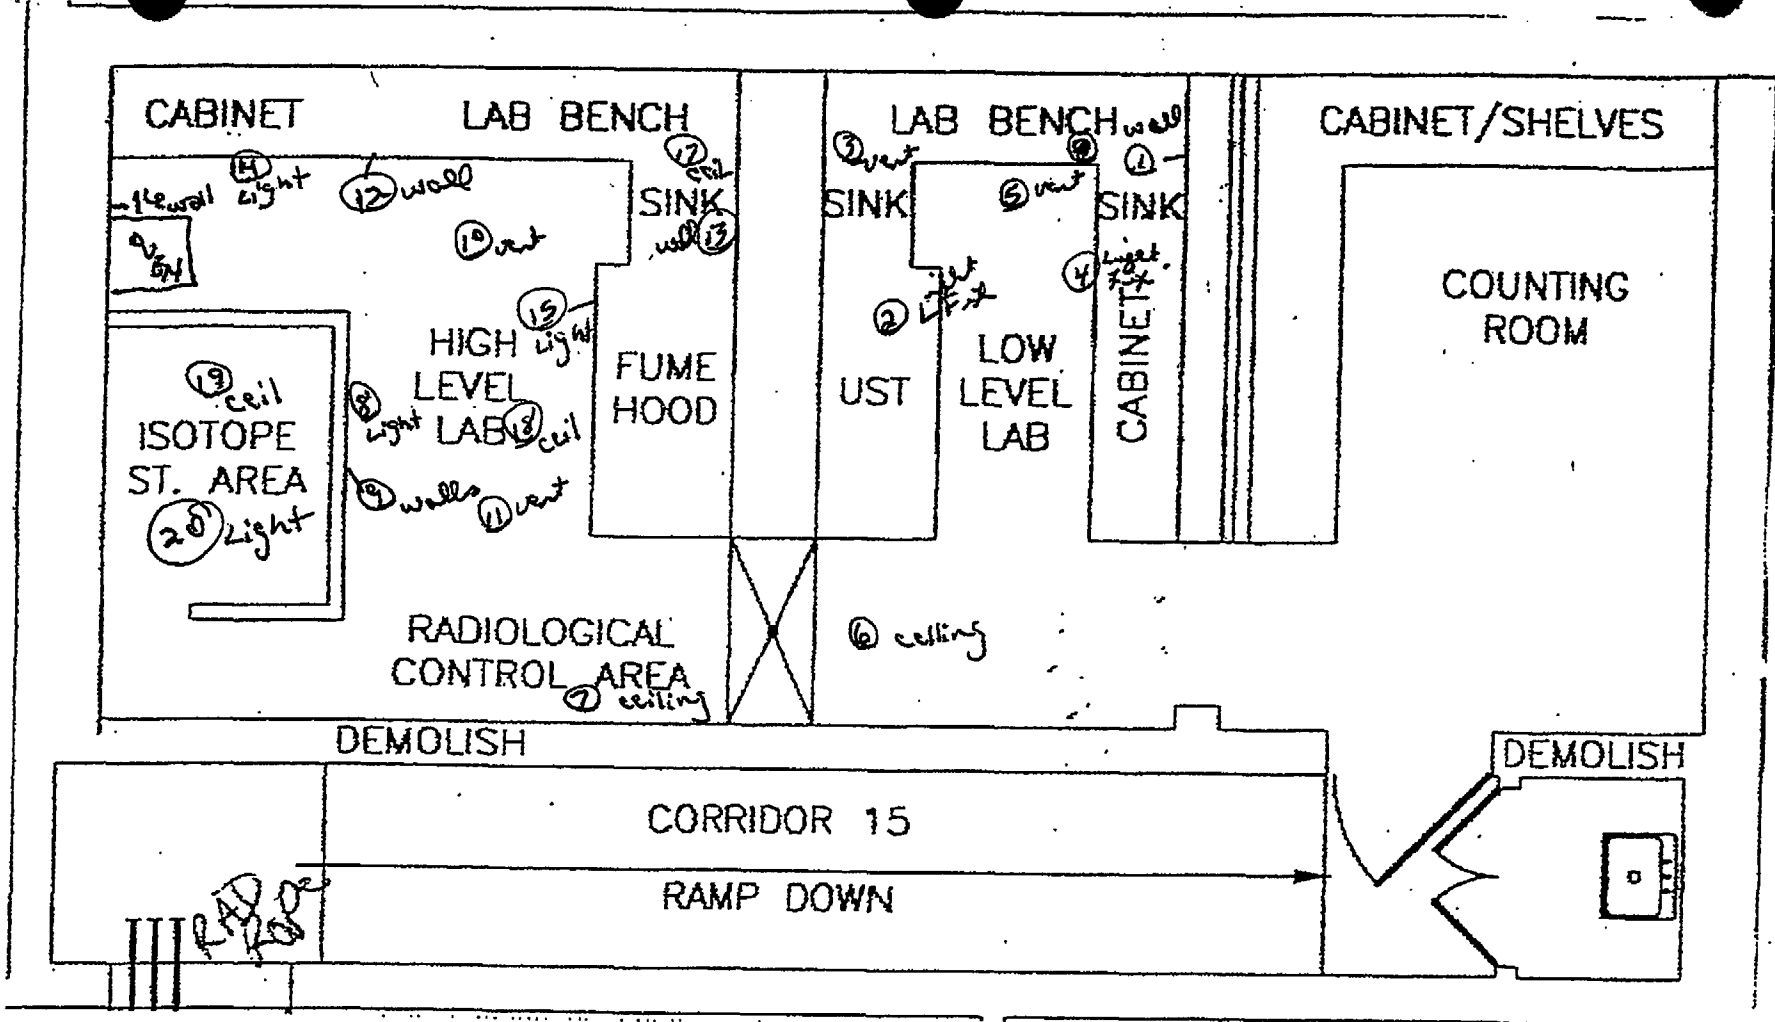 CABINET
LAB BENCH
LAB BENCH
wall
CABINET/SHELVES
17
ceil
3
vent
1
14
Light
12 wall
5 vent
16 wall
SINK
SINK
SINK
10 vent
wall 13
4
Light
Fix.
COUNTING
ROOM
15
Light
2
HIGH
LEVEL
LAB
FUME
HOOD
UST
LOW
LEVEL
LAB
CABINET
19
ceil
8
Light
18 ceil
ISOTOPE
ST. AREA
20 Light
9 walls
11 vent
RADIOLOGICAL
CONTROL AREA
7 ceiling
6 ceiling
DEMOLISH
DEMOLISH
CORRIDOR 15
RAMP DOWN
RAD